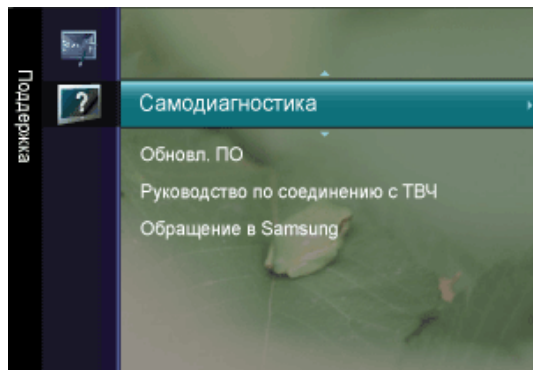 Поддержка
Самодиагностика
Обновл. ПО
Руководство по соединению с ТВЧ
Обращение в Samsung